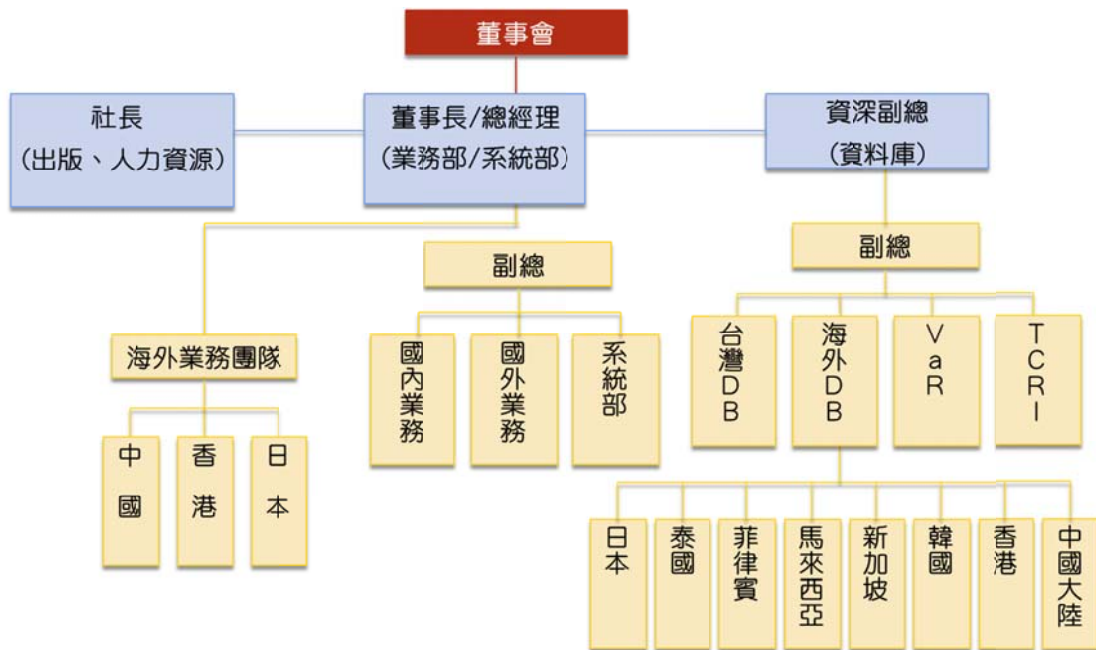 董事會
社長
(出版、人力資源)
董事長/總經理
(業務部/系統部)
資深副總
(資料庫)
副總
副總
海外業務團隊
國內業務
國外業務
系統部
台灣DB
海外DB
VaR
TCRI
中國
香港
日本
日本
泰國
菲律賓
馬來西亞
新加坡
韓國
香港
中國大陸